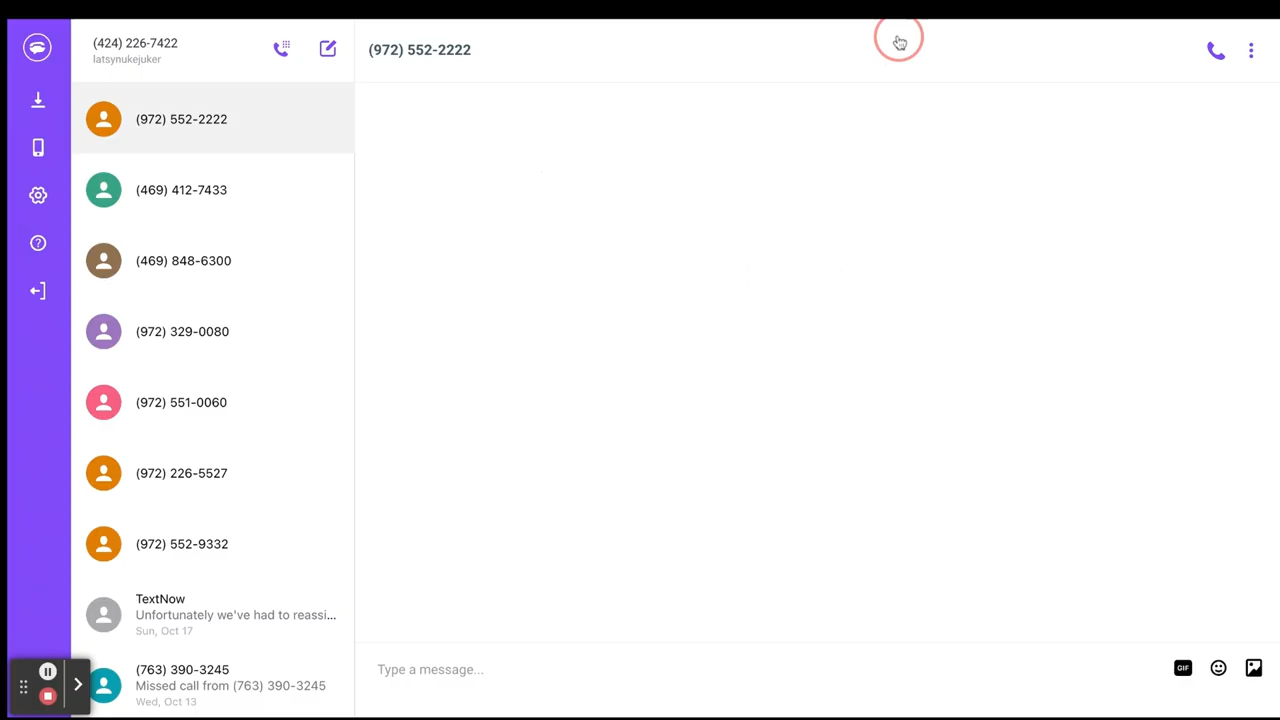 (424) 226-7422
latsynukejuker
(972) 552-2222
(972) 552-2222
(469) 412-7433
(469) 848-6300
(972) 329-0080
(972) 551-0060
(972) 226-5527
(972) 552-9332
TextNow
Unfortunately we've had to reassi...
Sun, Oct 17
(763) 390-3245
Missed call from (763) 390-3245
Wed, Oct 13
Type a message...
GIF